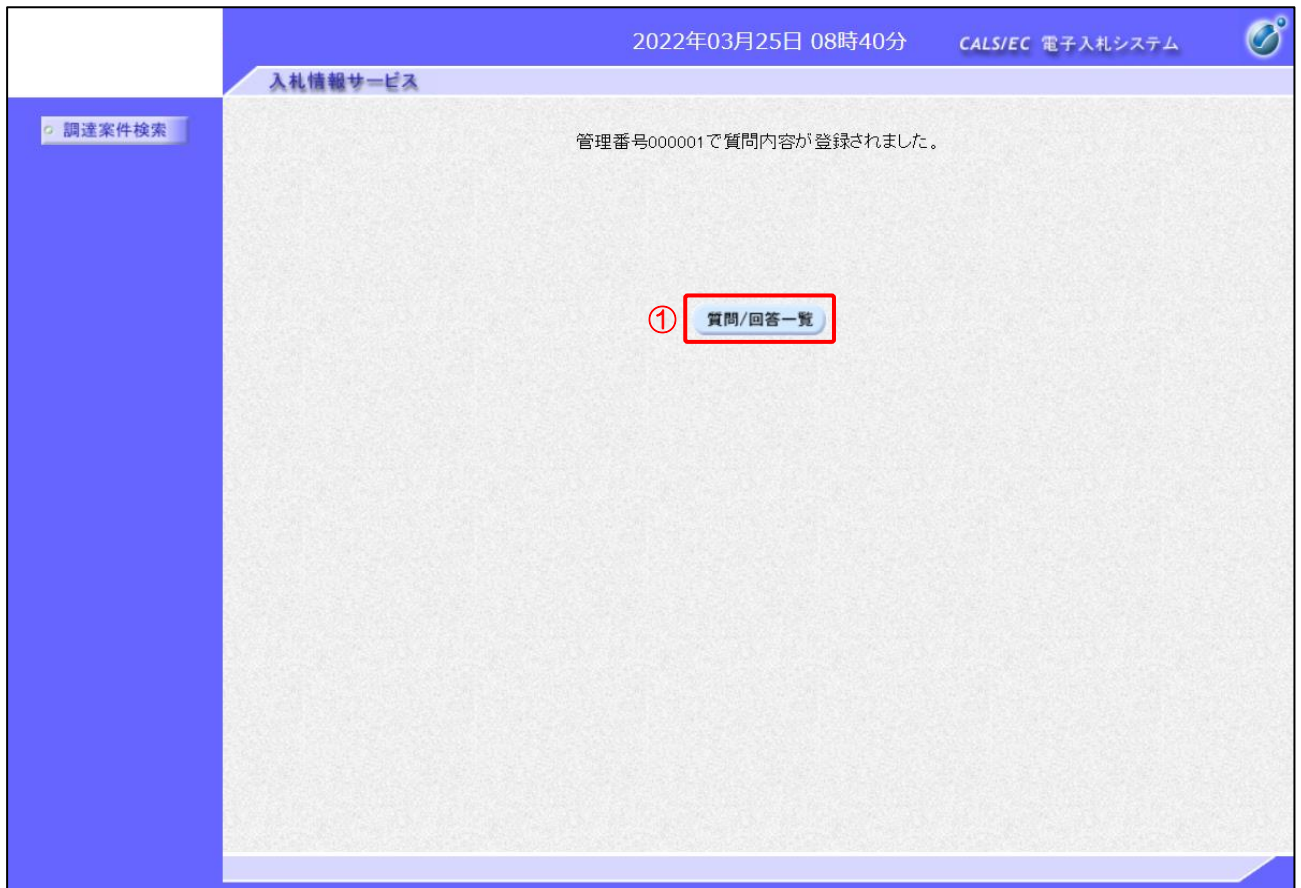 2022年03月25日 08時40分
CALS/EC 電子入札システム
入札情報サービス
調達案件検索
管理番号000001で質問内容が登録されました。
① 質問/回答一覧